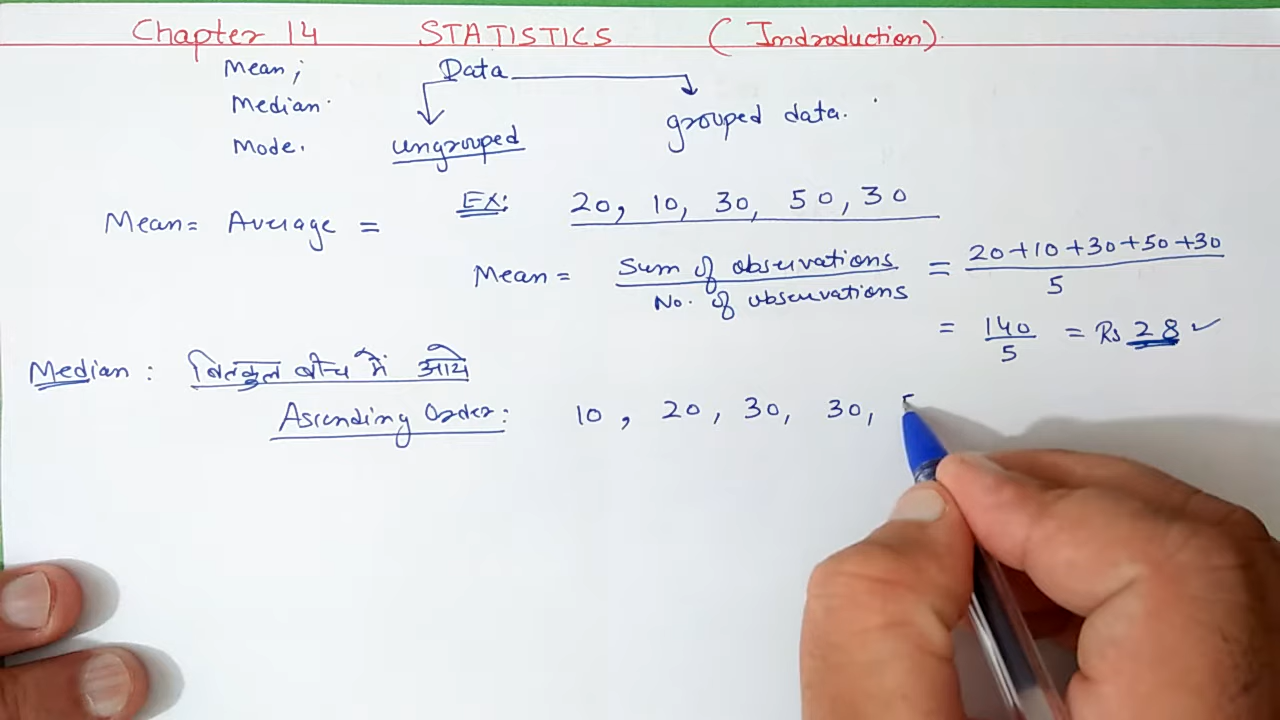 Chapter 14 STATISTICS (Indroduction).
Mean; Data
Median.
Mode. ungrouped grouped data.
EX: 20, 10, 30, 50, 30
Mean = Average =
Mean = Sum of observations / No. of observations = 20+10+30+50+30 / 5
= 140 / 5 = Rs 28 ✓
Median : बिलकुल बीच में आये
Ascending Order: 10, 20, 30, 30,